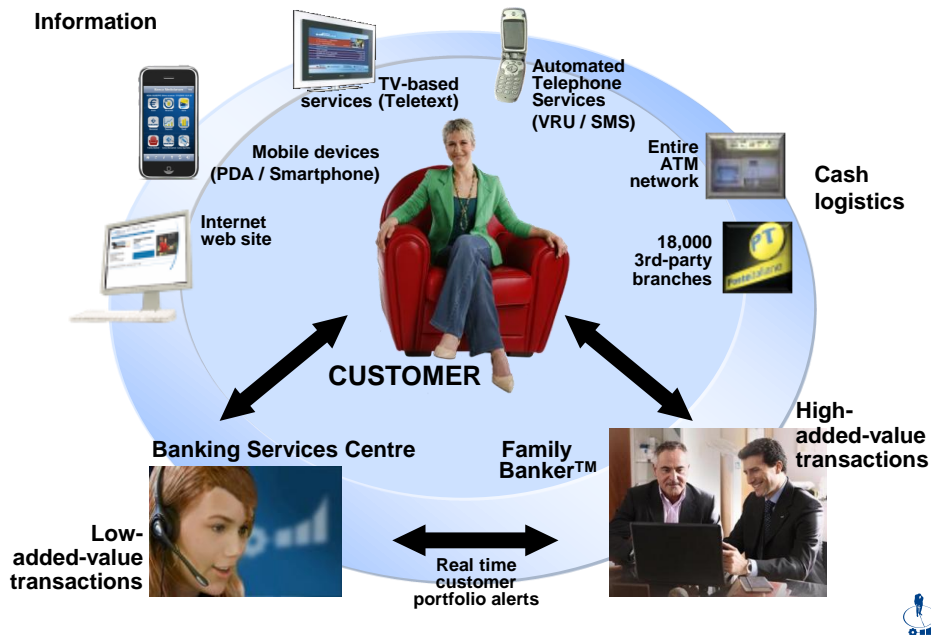 Information
TV-based
services (Teletext)
Automated
Telephone
Services
(VRU / SMS)
Mobile devices
(PDA / Smartphone)
Entire
ATM
network
Cash
logistics
Internet
web site
18,000
3rd-party
branches
PT
Posteitaliane
CUSTOMER
High-
added-value
transactions
Banking Services Centre
Family
Banker™
Low-
added-value
transactions
Real time
customer
portfolio alerts